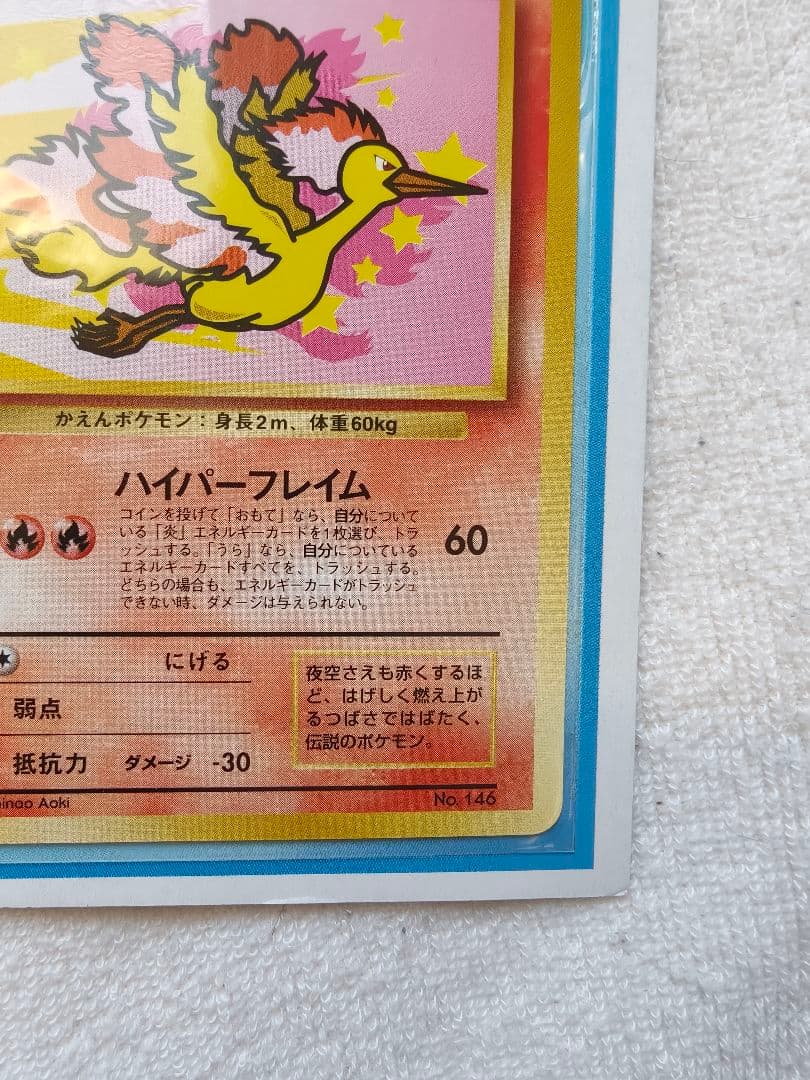 かえんポケモン：身長2m、体重60kg
ハイパーフレイム
コインを投げて「おもて」なら、自分につい​て
いる「炎」エネルギーカードを1枚選び、トラ
ッシュする。「うら」なら、自分についている
エネルギーカードすべてを、トラッシュする。
どちらの場合も、エネルギーカードがトラッシュ
できない時、ダメージは与えられない。
60
にげる
弱点
抵抗力 ダメージ -30
夜空さえも赤くするほ
ど、はげしく燃え上が
るつばさではばたく、
伝説のポケモン。
Aoki
No. 146